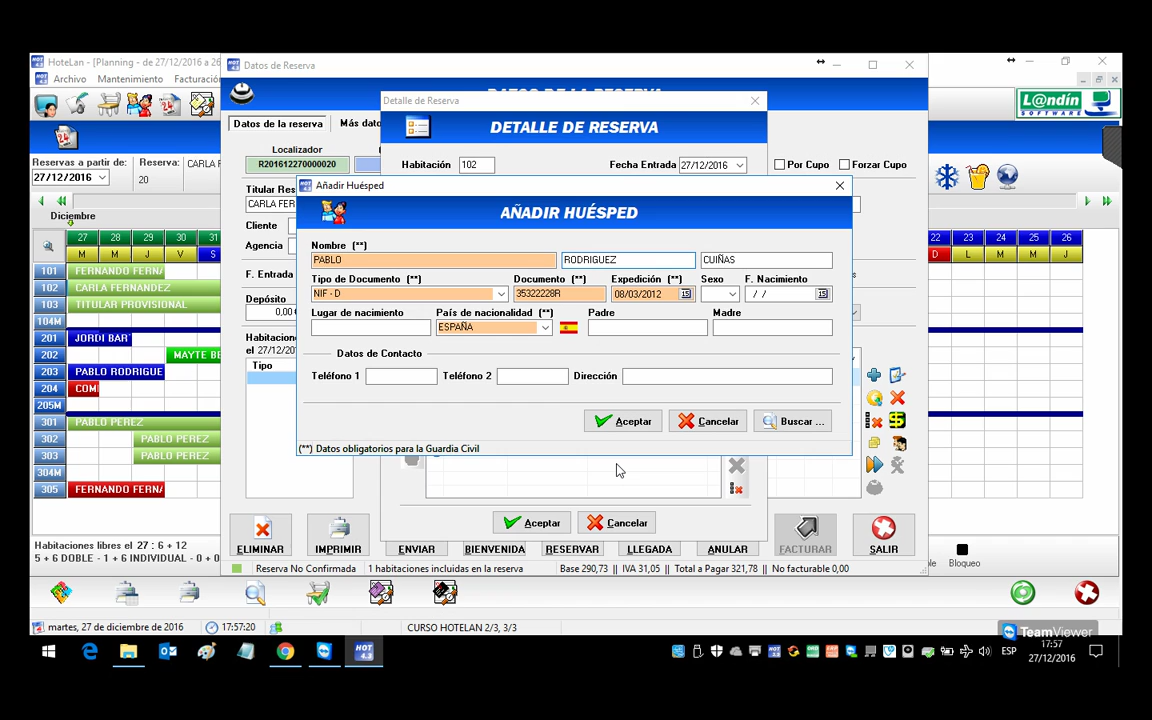 HoteLan - [Planning - de 27/12/2016 a 26
Archivo Mantenimiento Facturació
L@ndín
SOFTWARE
Reservas a partir de: Reserva: CARLA F
27/12/2016 20
Diciembre
27 28 29 30 31
M M J V S
22 23 24 25 26
D L M M J
101 FERNANDO FERNA
102 CARLA FERNANDEZ
103 TITULAR PROVISIONAL
104M
201 JORDI BAR
202 MAYTE BE
203 PABLO RODRIGUE
204 COM
205M
301 PABLO PEREZ
302 PABLO PEREZ
303 PABLO PEREZ
304M
305 FERNANDO FERNA
Habitaciones libres el 27 : 6 + 12
5 + 6 DOBLE - 1 + 6 INDIVIDUAL - 0 + 0
Bloqueo
Datos de Reserva
Datos de la reserva Más dato
Localizador
R201612270000020
Titular Res
CARLA FER
Cliente
Agencia
F. Entrada
Depósito
0,00
Habitacion
el 27/12/20
Tipo
Por Cupo Forzar Cupo
Detalle de Reserva
DETALLE DE RESERVA
Habitación 102 Fecha Entrada 27/12/2016
Añadir Huésped
AÑADIR HUÉSPED
Nombre (**)
PABLO RODRIGUEZ CUIÑAS
Tipo de Documento (**) Documento (**) Expedición (**) Sexo F. Nacimiento
NIF - D 35322228R 08/03/2012 15 / / 15
Lugar de nacimiento País de nacionalidad (**) Padre Madre
ESPAÑA
Datos de Contacto
Teléfono 1 Teléfono 2 Dirección
Aceptar Cancelar Buscar ...
(**) Datos obligatorios para la Guardia Civil
Aceptar Cancelar
ELIMINAR IMPRIMIR ENVIAR BIENVENIDA RESERVAR LLEGADA ANULAR FACTURAR SALIR
Reserva No Confirmada 1 habitaciones incluidas en la reserva Base 290,73 || IVA 31,05 || Total a Pagar 321,78 || No facturable 0,00
martes, 27 de diciembre de 2016 17:57:20 CURSO HOTELAN 2/3, 3/3
TeamViewer
HOT 4.3
ESP
17:57
27/12/2016